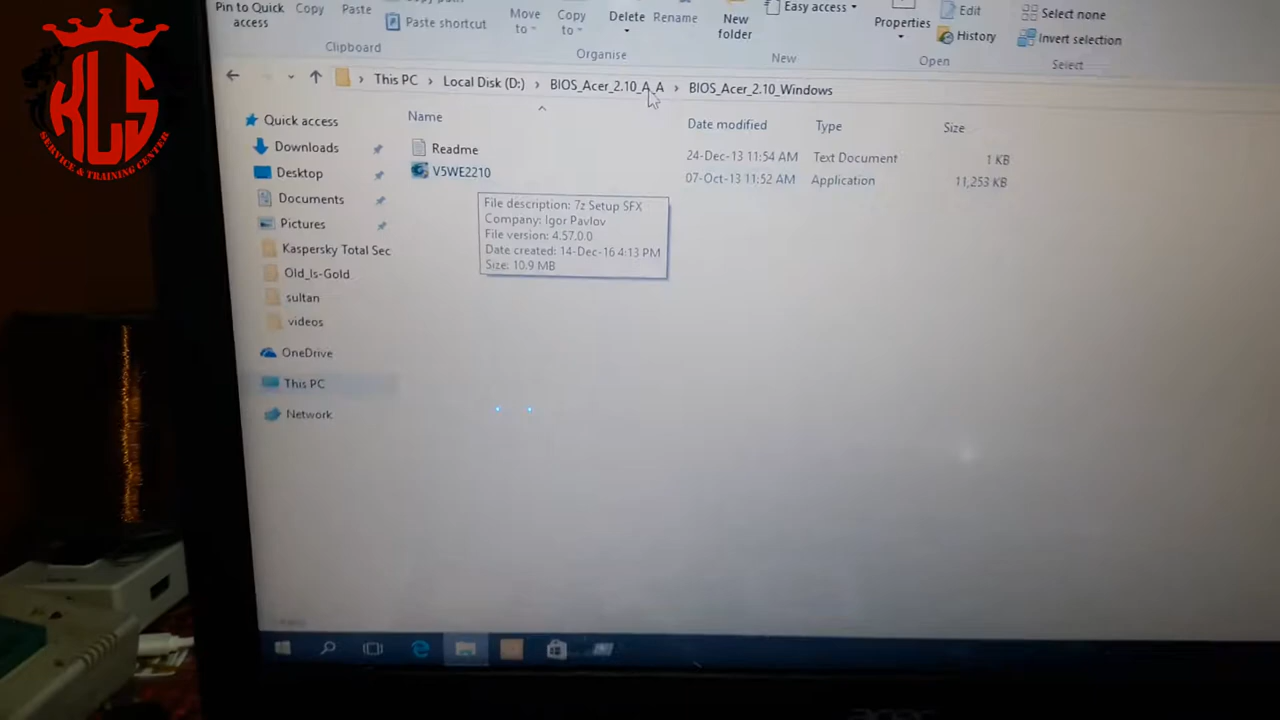 KLS
SERVICE & TRAINING CENTER
Pin to Quick access
Copy
Paste
Paste shortcut
Clipboard
Move to
Copy to
Delete
Rename
Organise
New folder
Easy access
New
Properties
Edit
History
Open
Select none
Invert selection
Select
This PC > Local Disk (D:) > BIOS_Acer_2.10_A_A > BIOS_Acer_2.10_Windows
Name
Date modified
Type
Size
Readme
24-Dec-13 11:54 AM
Text Document
1 KB
V5WE2210
07-Oct-13 11:52 AM
Application
11,253 KB
File description: 7z Setup SFX
Company: Igor Pavlov
File version: 4.57.0.0
Date created: 14-Dec-16 4:13 PM
Size: 10.9 MB
Quick access
Downloads
Desktop
Documents
Pictures
Kaspersky Total Sec
Old_Is-Gold
sultan
videos
OneDrive
This PC
Network
acer